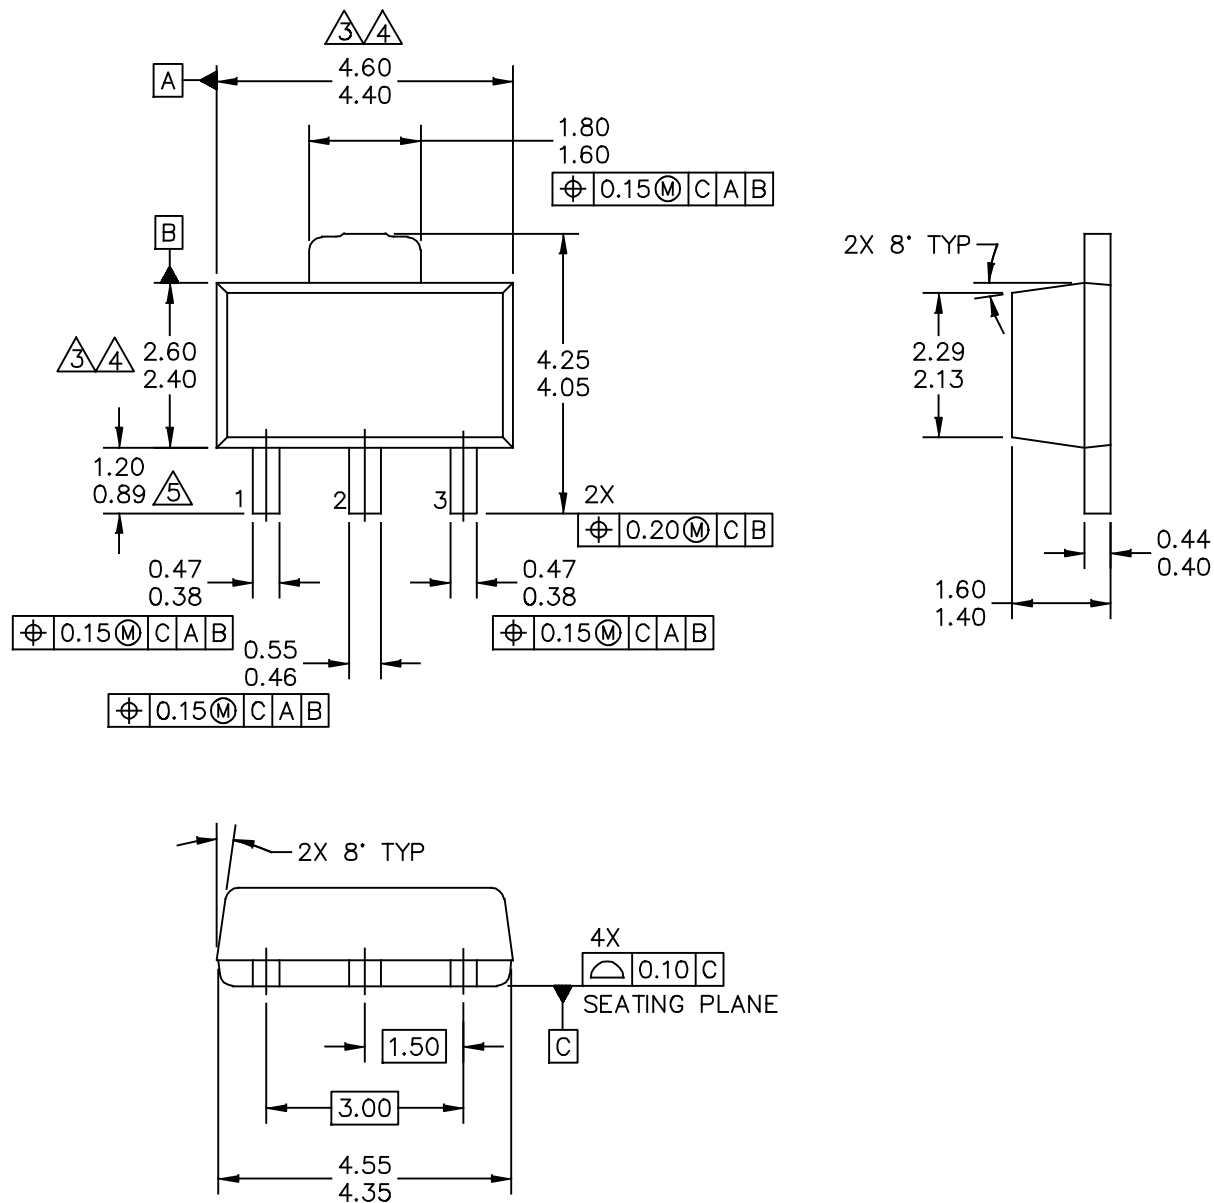 3 4
4.60
4.40
A
1.80
1.60
⌖ 0.15 Ⓜ C A B
B
2X 8° TYP
3 4
2.60
2.40
4.25
4.05
2.29
2.13
1.20
0.89 5
1
2
3
2X
⌖ 0.20 Ⓜ C B
0.47
0.38
⌖ 0.15 Ⓜ C A B
0.47
0.38
⌖ 0.15 Ⓜ C A B
0.44
0.40
1.60
1.40
0.55
0.46
⌖ 0.15 Ⓜ C A B
2X 8° TYP
4X
⌓ 0.10 C
SEATING PLANE
C
1.50
3.00
4.55
4.35